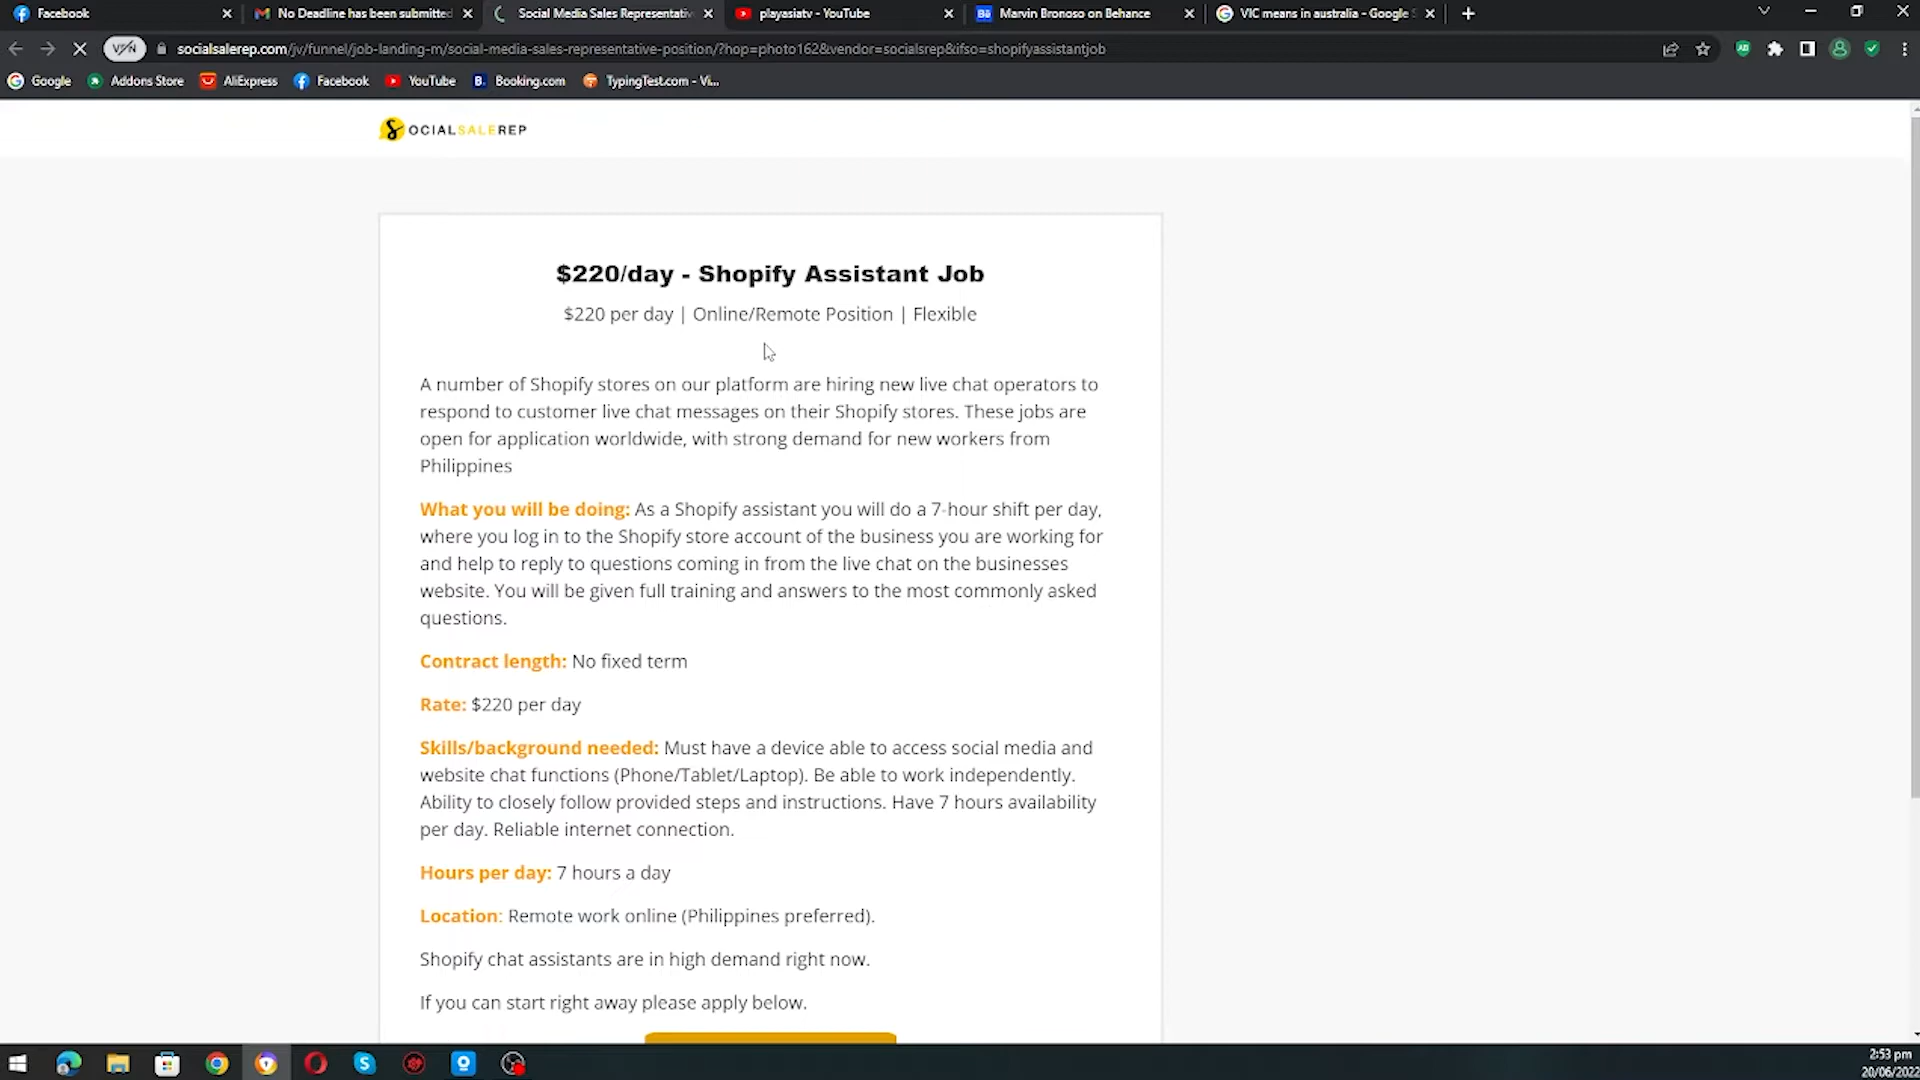 Facebook
No Deadline has been submitted
Social Media Sales Representativ
playasiatv - YouTube
Marvin Bronoso on Behance
VIC means in australia - Google S
VPN
socialsalerep.com/jv/funnel/job-landing-m/social-media-sales-representative-position/?hop=photo162&vendor=socialsrep&ifso=shopifyassistantjob
Google
Addons Store
AliExpress
Facebook
YouTube
Booking.com
TypingTest.com - Vi...
SOCIALSALEREP
$220/day - Shopify Assistant Job
$220 per day | Online/Remote Position | Flexible
A number of Shopify stores on our platform are hiring new live chat operators to
respond to customer live chat messages on their Shopify stores. These jobs are
open for application worldwide, with strong demand for new workers from
Philippines
What you will be doing: As a Shopify assistant you will do a 7-hour shift per day,
where you log in to the Shopify store account of the business you are working for
and help to reply to questions coming in from the live chat on the businesses
website. You will be given full training and answers to the most commonly asked
questions.
Contract length: No fixed term
Rate: $220 per day
Skills/background needed: Must have a device able to access social media and
website chat functions (Phone/Tablet/Laptop). Be able to work independently.
Ability to closely follow provided steps and instructions. Have 7 hours availability
per day. Reliable internet connection.
Hours per day: 7 hours a day
Location: Remote work online (Philippines preferred).
Shopify chat assistants are in high demand right now.
If you can start right away please apply below.
2:53 pm
20/06/2022